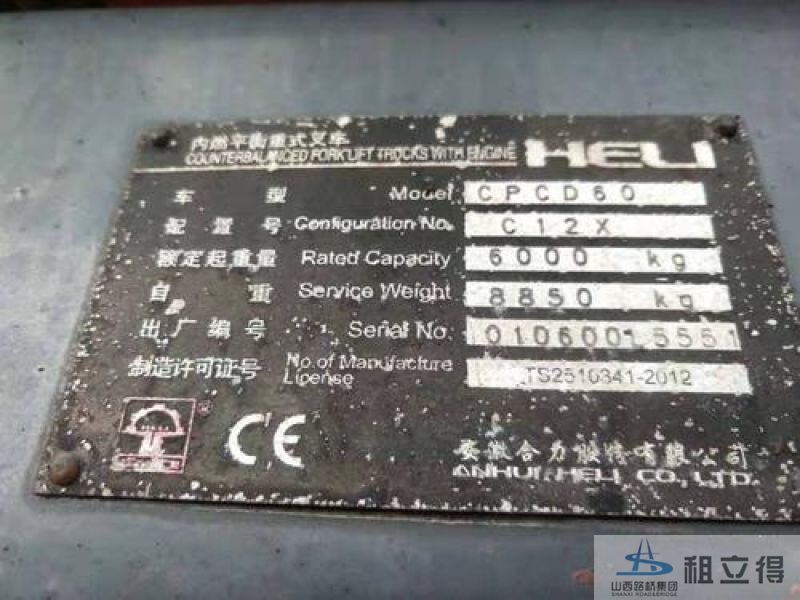 内燃平衡重式叉车
COUNTERBALANCED FORKLIFT TRUCKS WITH ENGINE HELI
车型 Model CPCD60
配置号 Configuration No. C12X
额定起重量 Rated Capacity 6000 kg
自重 Service Weight 8850 kg
出厂编号 Serial No. 010600L5551
制造许可证号 No. of Manufacture License TS2510341-2012
CE
安徽合力股份有限公司
ANHUI HELI CO., LTD.
山西路桥集团 租立得
SHANXI ROAD&BRIDGE